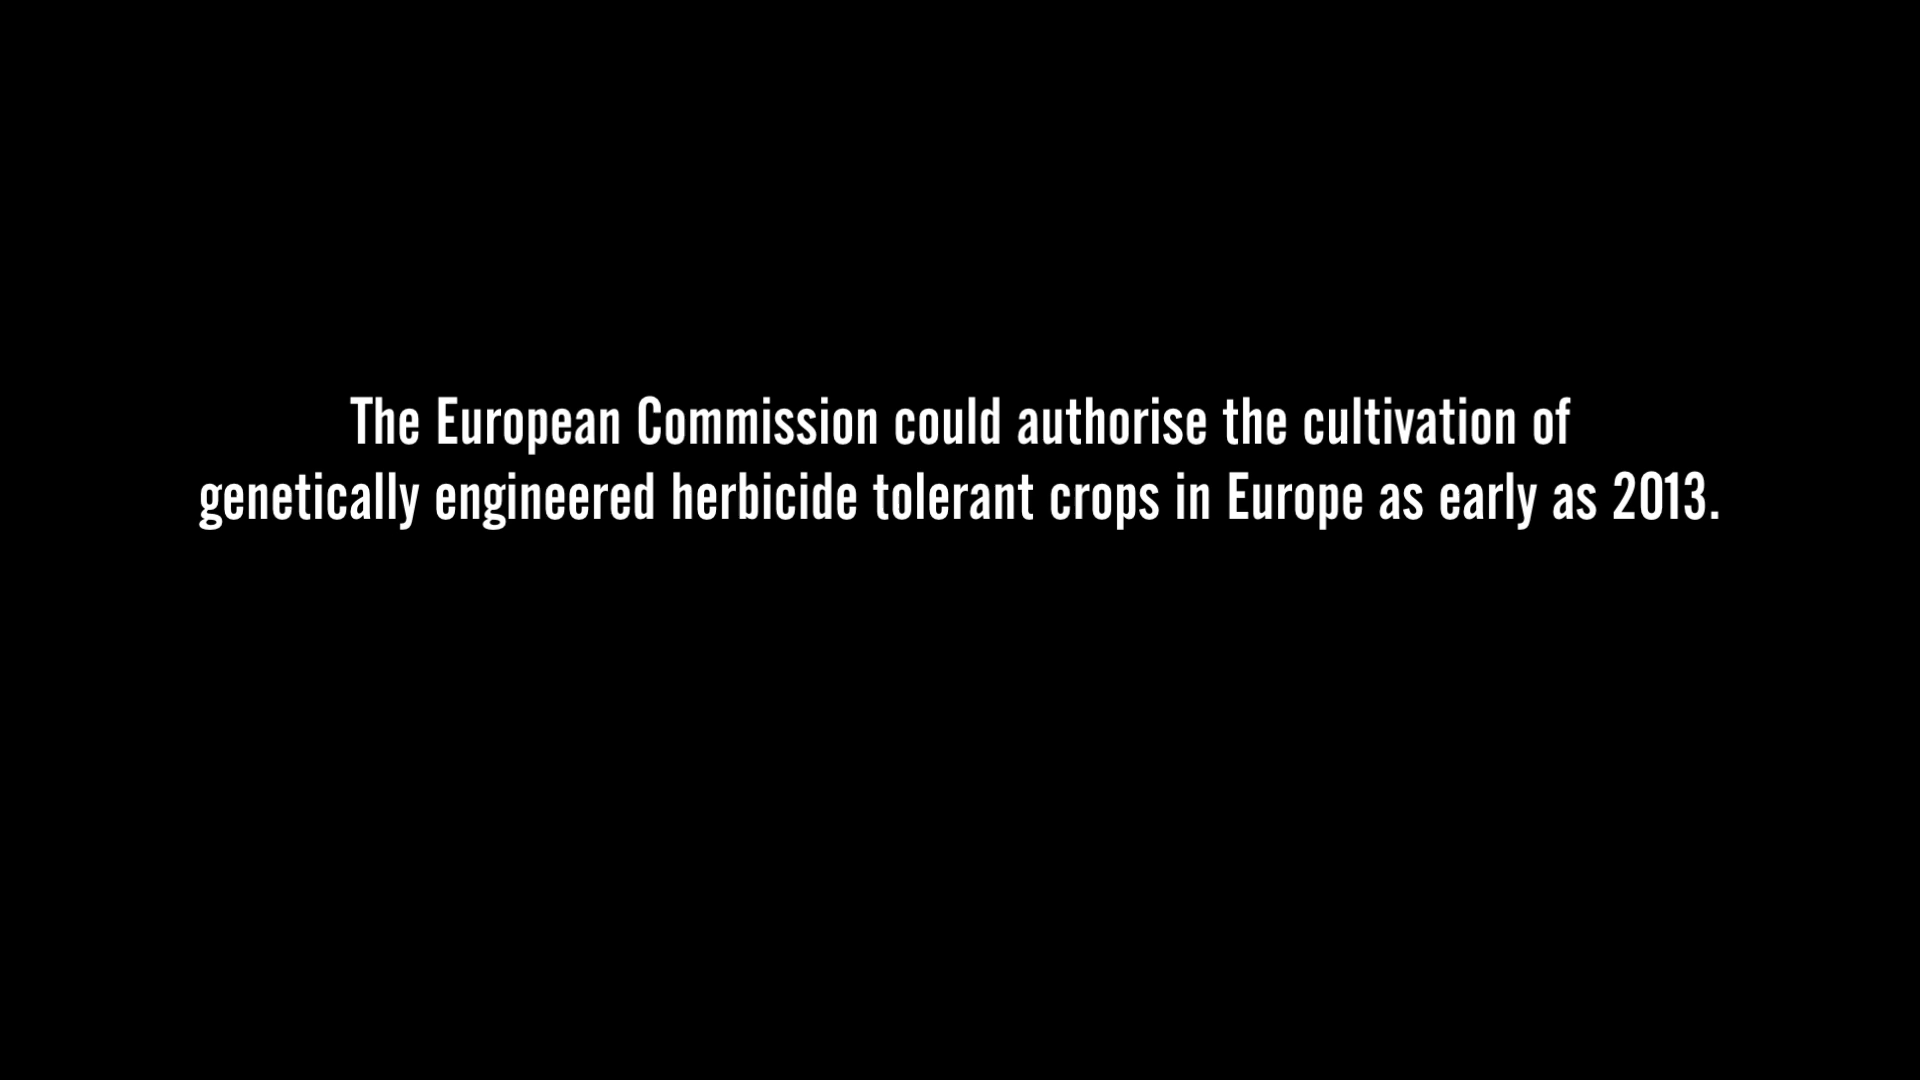 The European Commission could authorise the cultivation of
genetically engineered herbicide tolerant crops in Europe as early as 2013.